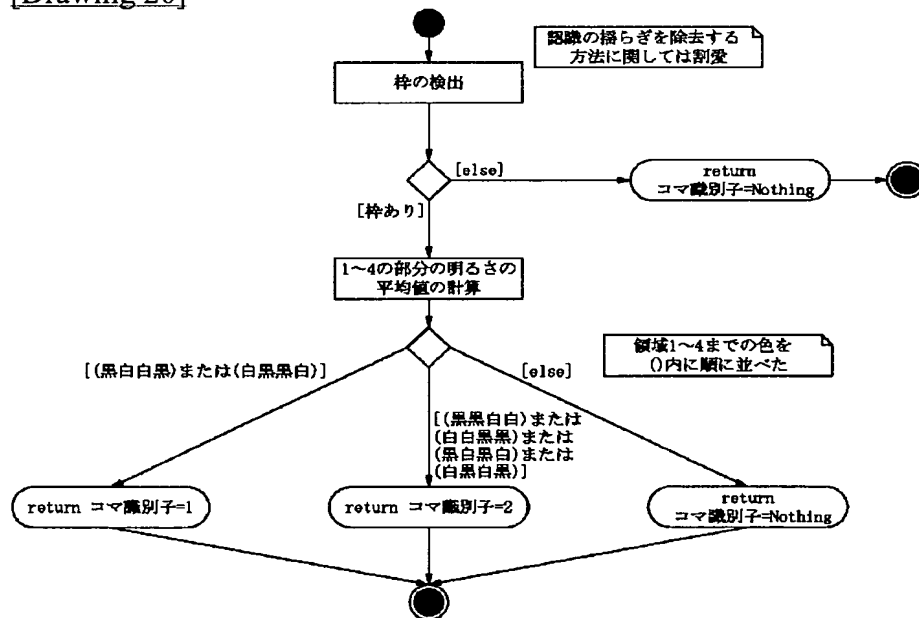 [Drawing 20]
認識の揺らぎを除去する
方法に関しては割愛
枠の検出
[else]
return
コマ識別子=Nothing
[枠あり]
1～4の部分の明るさの
平均値の計算
領域1～4までの色を
()内に順に並べた
[(黒白白黒)または(白黒黒白)]
[else]
[(黒黒白白)または
(白白黒黒)または
(黒白黒白)または
(白黒白黒)]
return コマ識別子=1
return コマ識別子=2
return
コマ識別子=Nothing